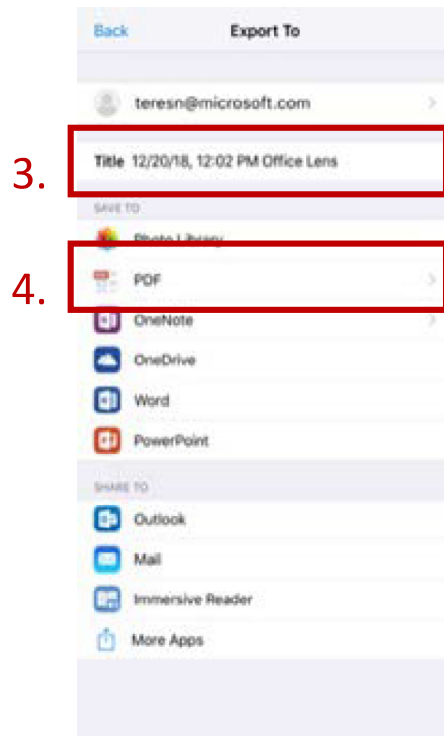 Back Export To
teresn@microsoft.com
3. Title 12/20/18, 12:02 PM Office Lens
SAVE TO
Photo Library
4. PDF
OneNote
OneDrive
Word
PowerPoint
SHARE TO
Outlook
Mail
Immersive Reader
More Apps